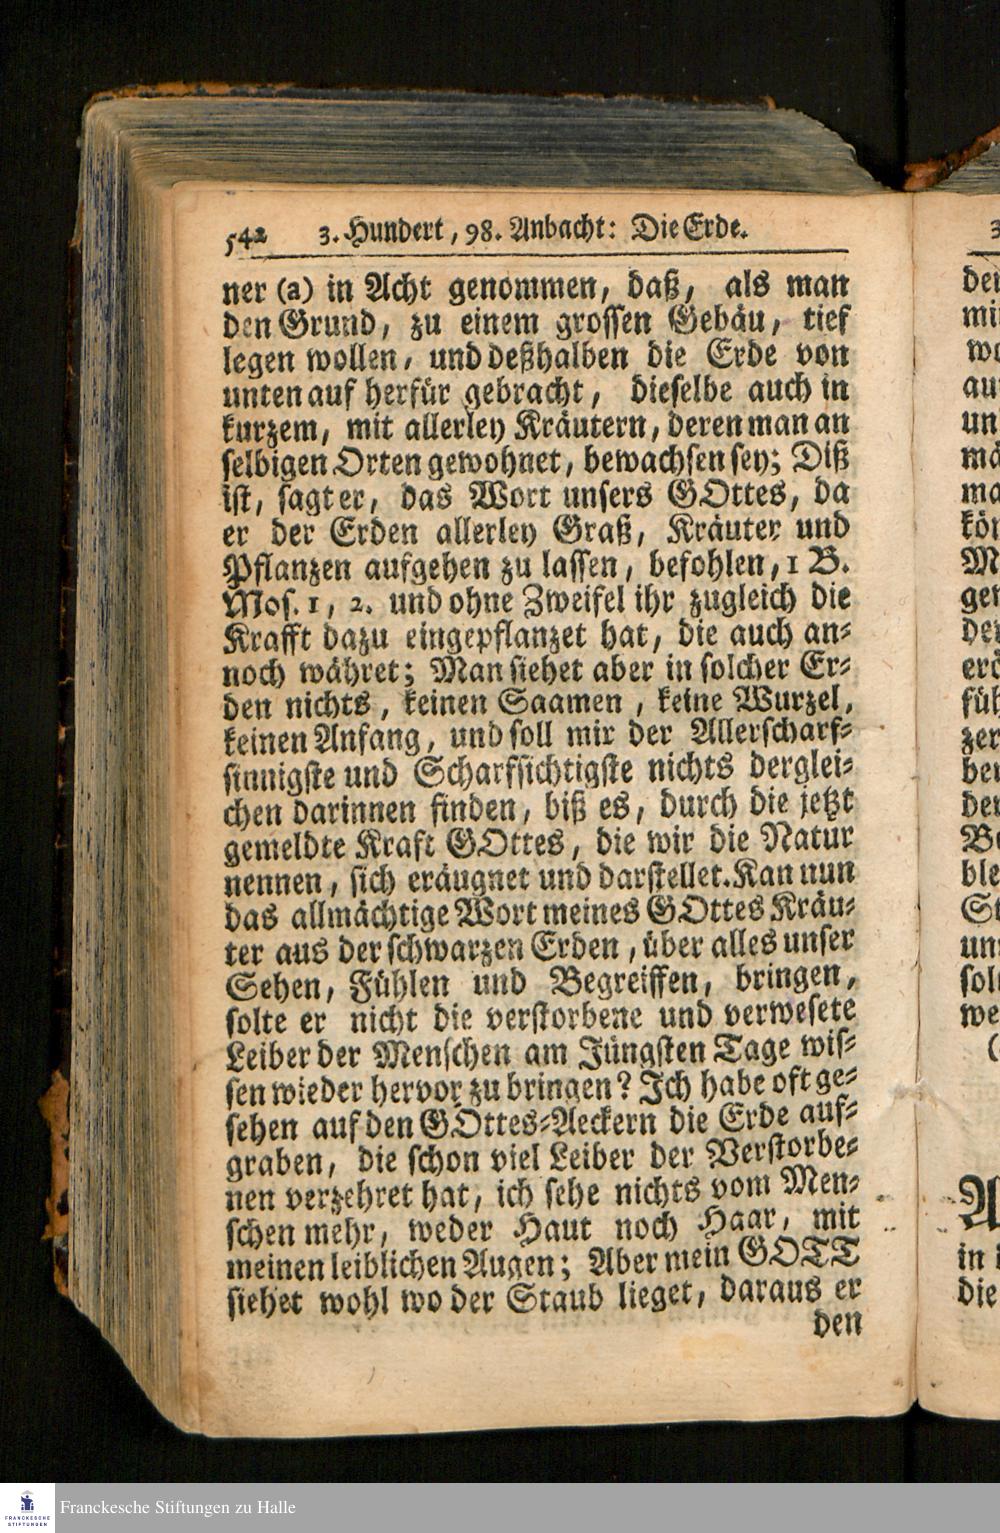 542 3. Hundert, 98. Anbacht: Die Erde.
ner (a) in Acht genommen, daß, als man
den Grund, zu einem grossen Gebäu, tief
legen wollen, und deßhalben die Erde von
unten auf herfür gebracht, dieselbe auch in
kurzem, mit allerley Kräutern, deren man an
selbigen Orten gewohnet, bewachsen sey; Diß
ist, sagt er, das Wort unsers GOttes, da
er der Erden allerley Graß, Kräuter und
Pflanzen aufgehen zu lassen, befohlen, 1 B.
Mos. 1, 2. und ohne Zweifel ihr zugleich die
Krafft dazu eingepflanzet hat, die auch an-
noch währet; Man siehet aber in solcher Er-
den nichts, keinen Saamen, keine Wurzel,
keinen Anfang, und soll mir der Allerscharf-
sinnigste und Scharfsichtigste nichts derglei-
chen darinnen finden, biß es, durch die jetzt
gemeldte Kraft GOttes, die wir die Natur
nennen, sich eräugnet und darstellet. Kan nun
das allmächtige Wort meines GOttes Kräu-
ter aus der schwarzen Erden, über alles unser
Sehen, Fühlen und Begreiffen, bringen,
solte er nicht die verstorbene und verwesete
Leiber der Menschen am Jüngsten Tage wis-
sen wieder hervor zu bringen? Ich habe oft ge-
sehen auf den GOttes-Aeckern die Erde auf-
graben, die schon viel Leiber der Verstorbe-
nen verzehret hat, ich sehe nichts vom Men-
schen mehr, weder Haut noch Haar, mit
meinen leiblichen Augen; Aber mein GOTT
siehet wohl wo der Staub lieget, daraus er
den
Franckesche Stiftungen zu Halle
FRANCKESCHE
STIFTUNGEN